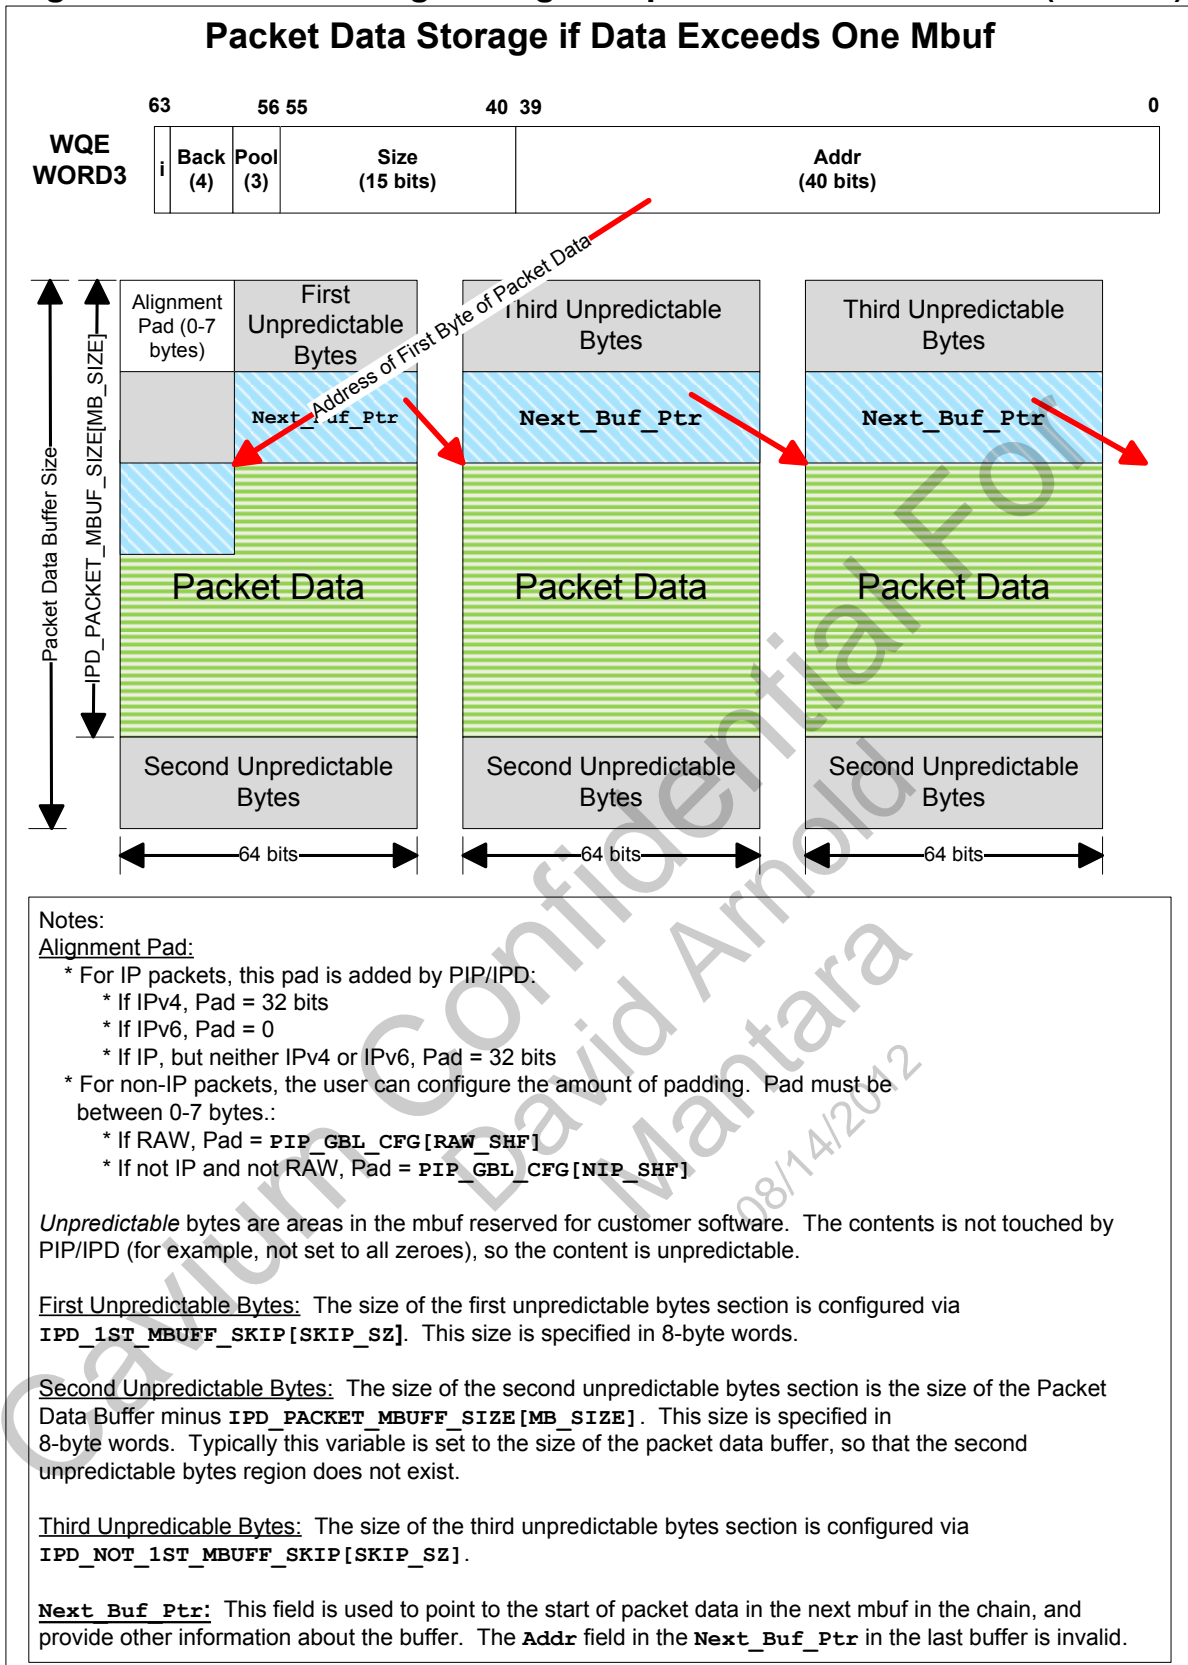 Packet Data Storage if Data Exceeds One Mbuf
63 56 55 40 39 0
WQE
WORD3
i
Back
(4)
Pool
(3)
Size
(15 bits)
Addr
(40 bits)
Address of First Byte of Packet Data
Packet Data Buffer Size
IPD_PACKET_MBUF_SIZE[MB_SIZE]
Alignment
Pad (0-7
bytes)
First
Unpredictable
Bytes
Next_Buf_Ptr
Packet Data
Second Unpredictable
Bytes
64 bits
Third Unpredictable
Bytes
Next_Buf_Ptr
Packet Data
Second Unpredictable
Bytes
64 bits
Third Unpredictable
Bytes
Next_Buf_Ptr
Packet Data
Second Unpredictable
Bytes
64 bits
Notes:
Alignment Pad:
* For IP packets, this pad is added by PIP/IPD:
* If IPv4, Pad = 32 bits
* If IPv6, Pad = 0
* If IP, but neither IPv4 or IPv6, Pad = 32 bits
* For non-IP packets, the user can configure the amount of padding.  Pad must be
between 0-7 bytes.:
* If RAW, Pad = PIP_GBL_CFG[RAW_SHF]
* If not IP and not RAW, Pad = PIP_GBL_CFG[NIP_SHF]
Unpredictable bytes are areas in the mbuf reserved for customer software.  The contents is not touched by
PIP/IPD (for example, not set to all zeroes), so the content is unpredictable.
First Unpredictable Bytes:  The size of the first unpredictable bytes section is configured via
IPD_1ST_MBUFF_SKIP[SKIP_SZ].  This size is specified in 8-byte words.
Second Unpredictable Bytes:  The size of the second unpredictable bytes section is the size of the Packet
Data Buffer minus IPD_PACKET_MBUFF_SIZE[MB_SIZE].  This size is specified in
8-byte words.  Typically this variable is set to the size of the packet data buffer, so that the second
unpredictable bytes region does not exist.
Third Unpredicable Bytes:  The size of the third unpredictable bytes section is configured via
IPD_NOT_1ST_MBUFF_SKIP[SKIP_SZ].
Next_Buf_Ptr:  This field is used to point to the start of packet data in the next mbuf in the chain, and
provide other information about the buffer.  The Addr field in the Next_Buf_Ptr in the last buffer is invalid.
Cavium Confidential For
David Arnold
Mantara
08/14/2012